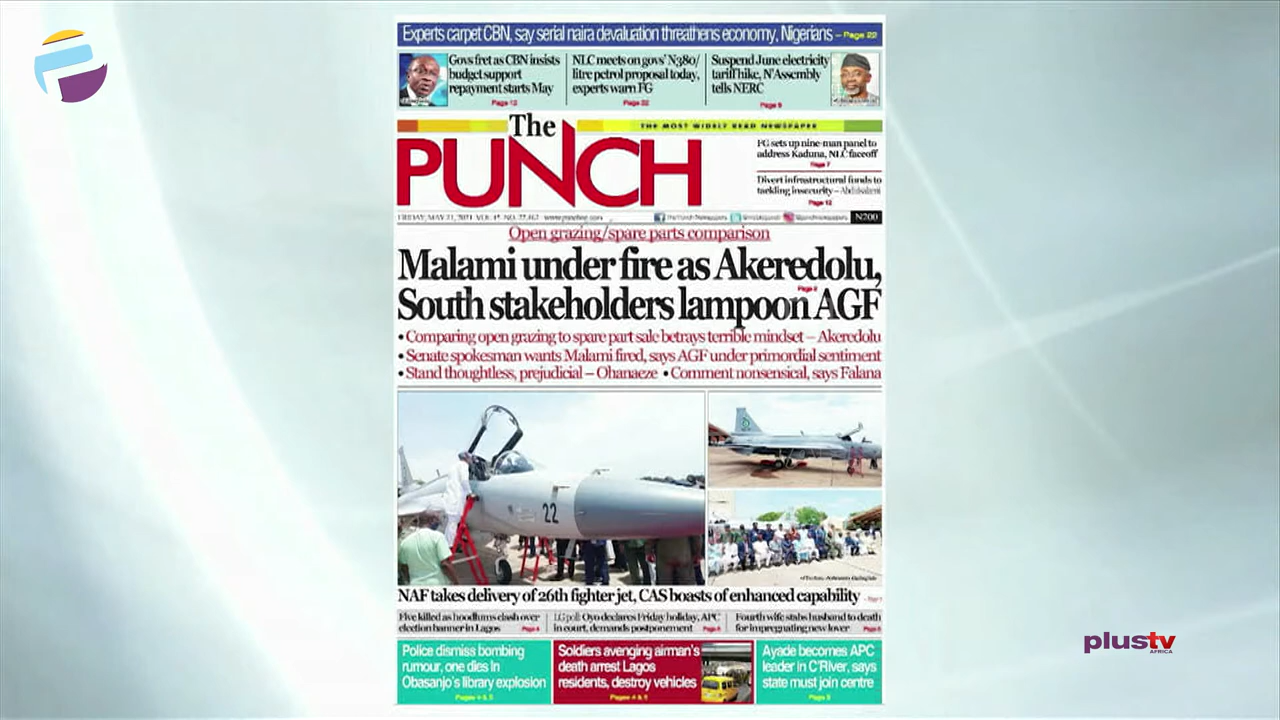 Experts carpet CBN, say serial naira devaluation threatens economy, Nigerians – Page 22
Govs fret as CBN insists
budget support
repayment starts May
Page 12
NLC meets on govs' N380/
litre petrol proposal today,
experts warn FG
Page 22
Suspend June electricity
tariff hike, N'Assembly
tells NERC
Page 9
The
PUNCH
THE MOST WIDELY READ NEWSPAPER
FG sets up nine-man panel to
address Kaduna, NLC faceoff
Page 7
Divert infrastructural funds to
tackling insecurity – Abdulsalami
Page 12
FRIDAY, MAY 21, 2021 VOL. NO. www.punchng.com
N200
Open grazing/spare parts comparison
Malami under fire as Akeredolu,
South stakeholders lampoon AGF
•Comparing open grazing to spare part sale betrays terrible mindset – Akeredolu
•Senate spokesman wants Malami fired, says AGF under primordial sentiment
•Stand thoughtless, prejudicial – Ohanaeze •Comment nonsensical, says Falana
22
NAF takes delivery of 26th fighter jet, CAS boasts of enhanced capability
Five killed as hoodlums clash over
election banner in Lagos
LG poll: Oyo declares Friday holiday, APC
in court, demands postponement
Fourth wife stabs husband to death
for impregnating new lover
Police dismiss bombing
rumour, one dies in
Obasanjo's library explosion
Soldiers avenging airman's
death arrest Lagos
residents, destroy vehicles
Ayade becomes APC
leader in C'River, says
state must join centre
plustv
AFRICA